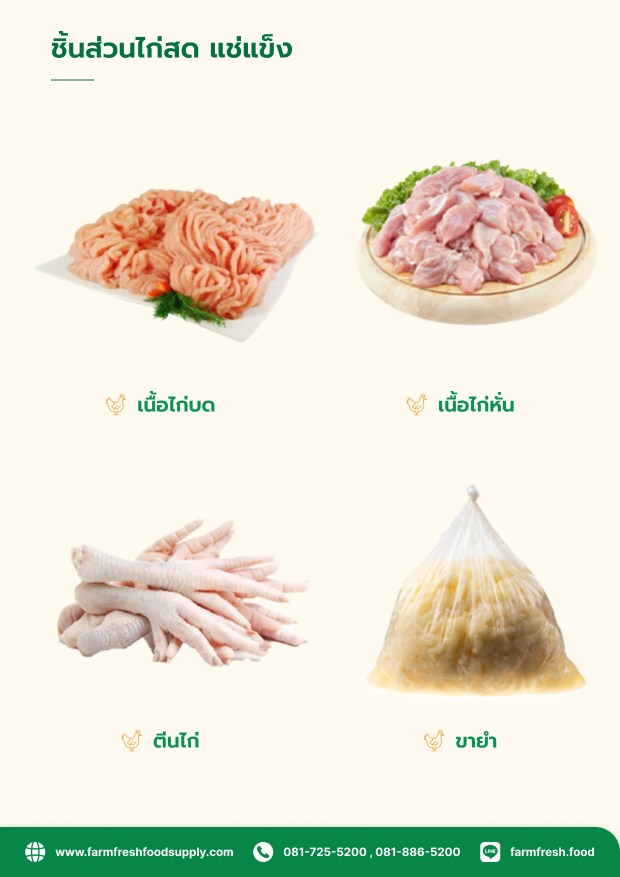 ชิ้นส่วนไก่สด แช่แข็ง
เนื้อไก่บด
เนื้อไก่หั่น
ตีนไก่
ขายำ
www.farmfreshfoodsupply.com
081-725-5200 , 081-886-5200
LINE
farmfresh.food